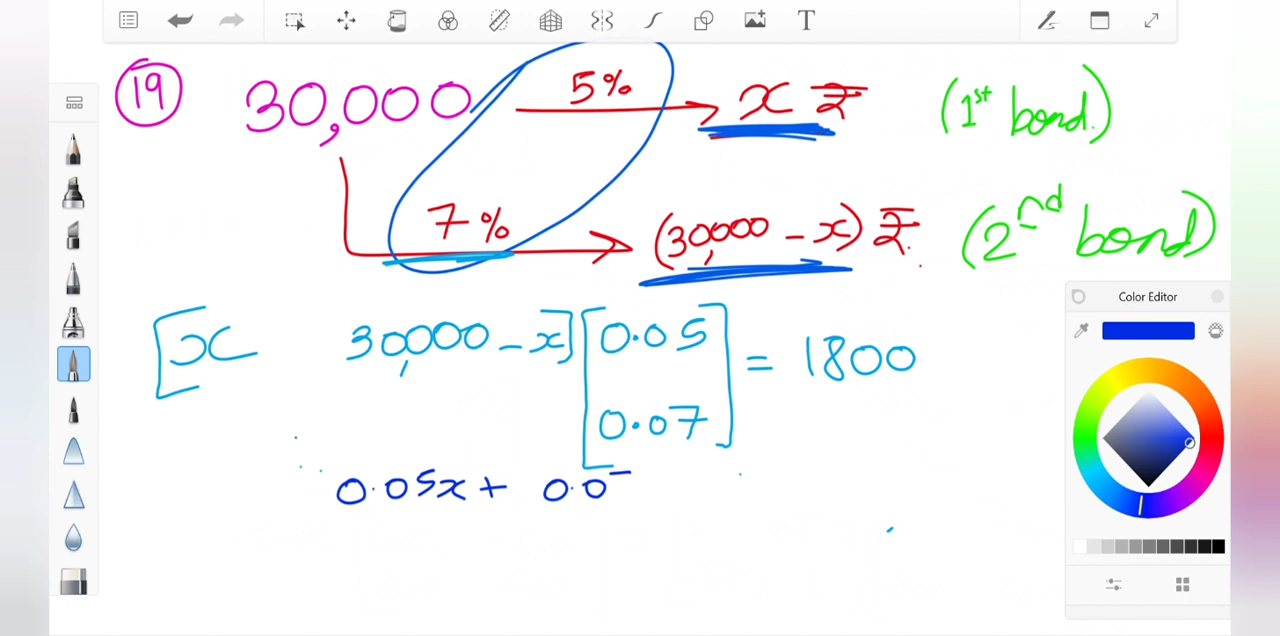 19 30,000 5% x ₹ (1st bond.)
7% (30,000 - x) ₹. (2nd bond)
[x 30,000 - x] [0.05
0.07] = 1800
0.05x + 0.0
Color Editor
T